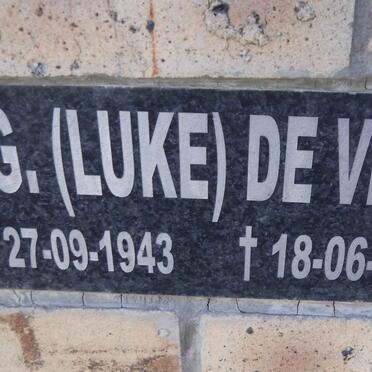 G. (LUKE) DE V
27-09-1943 † 18-06-